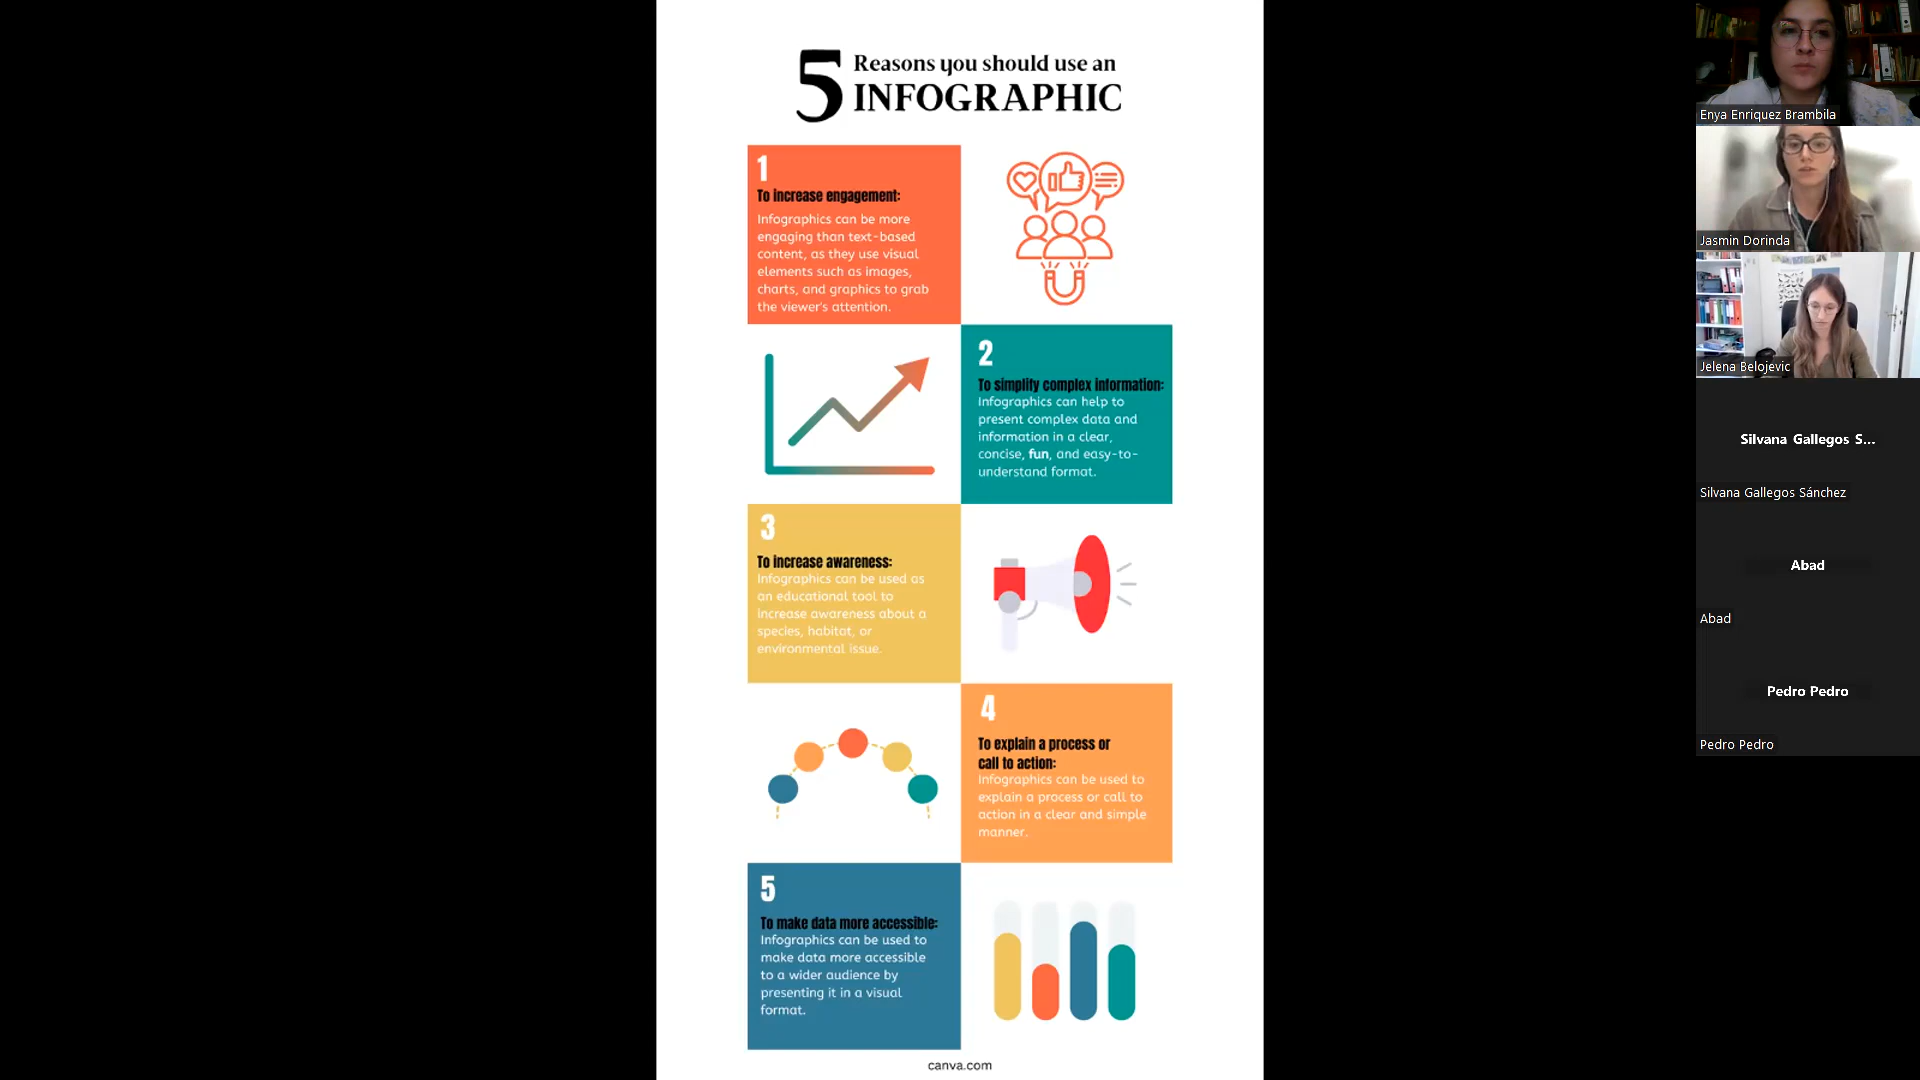 5 Reasons you should use an
INFOGRAPHIC
1
To increase engagement:
Infographics can be more
engaging than text-based
content, as they use visual
elements such as images,
charts, and graphics to grab
the viewer's attention.
2
To simplify complex information:
Infographics can help to
present complex data and
information in a clear,
concise, fun, and easy-to-
understand format.
3
To increase awareness:
Infographics can be used as
an educational tool to
increase awareness about a
species, habitat, or
environmental issue.
4
To explain a process or
call to action:
Infographics can be used to
explain a process or call to
action in a clear and simple
manner.
5
To make data more accessible:
Infographics can be used to
make data more accessible
to a wider audience by
presenting it in a visual
format.
canva.com
Enya Enriquez Brambila
Jasmin Dorinda
Jelena Belojevic
Silvana Gallegos S...
Silvana Gallegos Sánchez
Abad
Abad
Pedro Pedro
Pedro Pedro